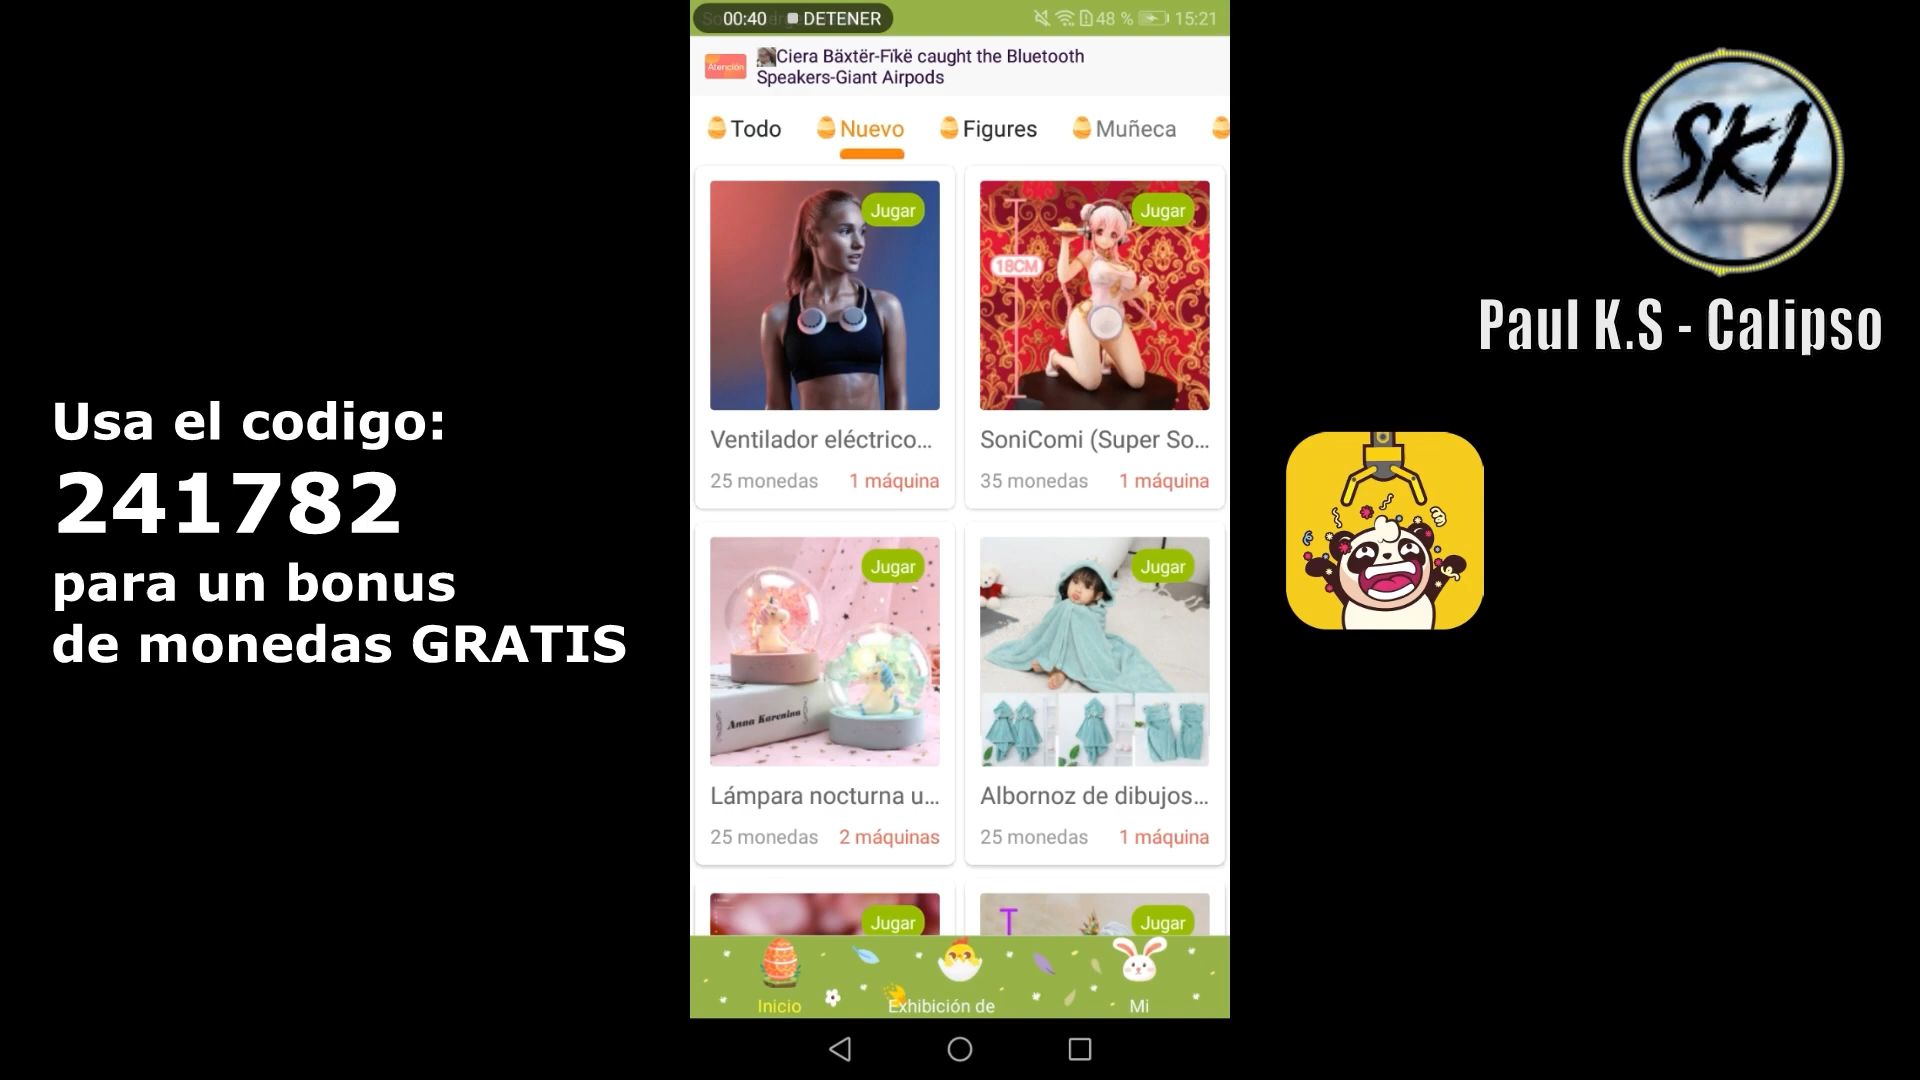 Usa el codigo:
241782
para un bonus
de monedas GRATIS
00:40 DETENER
48 % 15:21
Atención
Ciera Bäxtër-Fïkë caught the Bluetooth
Speakers-Giant Airpods
Todo Nuevo Figures Muñeca
Jugar
Ventilador eléctrico...
25 monedas 1 máquina
Jugar
18CM
SoniComi (Super So...
35 monedas 1 máquina
Jugar
Anna Karenina
Lámpara nocturna u...
25 monedas 2 máquinas
Jugar
Albornoz de dibujos...
25 monedas 1 máquina
Jugar
Jugar
Inicio Exhibición de Mi
SKI
Paul K.S - Calipso